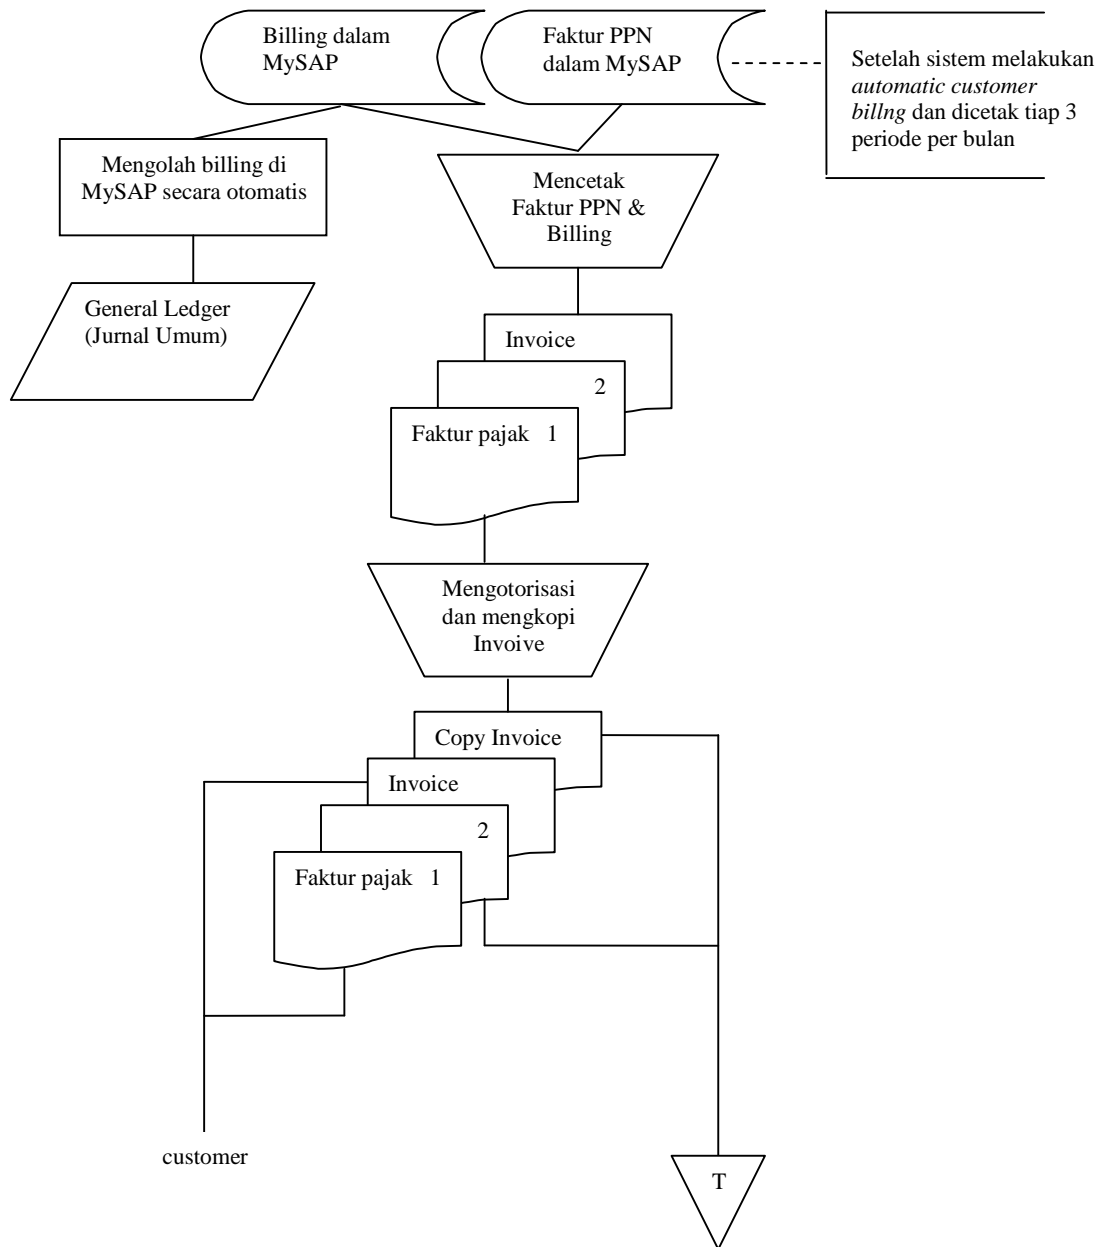 Billing dalam
MySAP
Faktur PPN
dalam MySAP
Setelah sistem melakukan
automatic customer
billng dan dicetak tiap 3
periode per bulan
Mengolah billing di
MySAP secara otomatis
Mencetak
Faktur PPN &
Billing
General Ledger
(Jurnal Umum)
Invoice
2
Faktur pajak 1
Mengotorisasi
dan mengkopi
Invoive
Copy Invoice
Invoice
2
Faktur pajak 1
customer
T